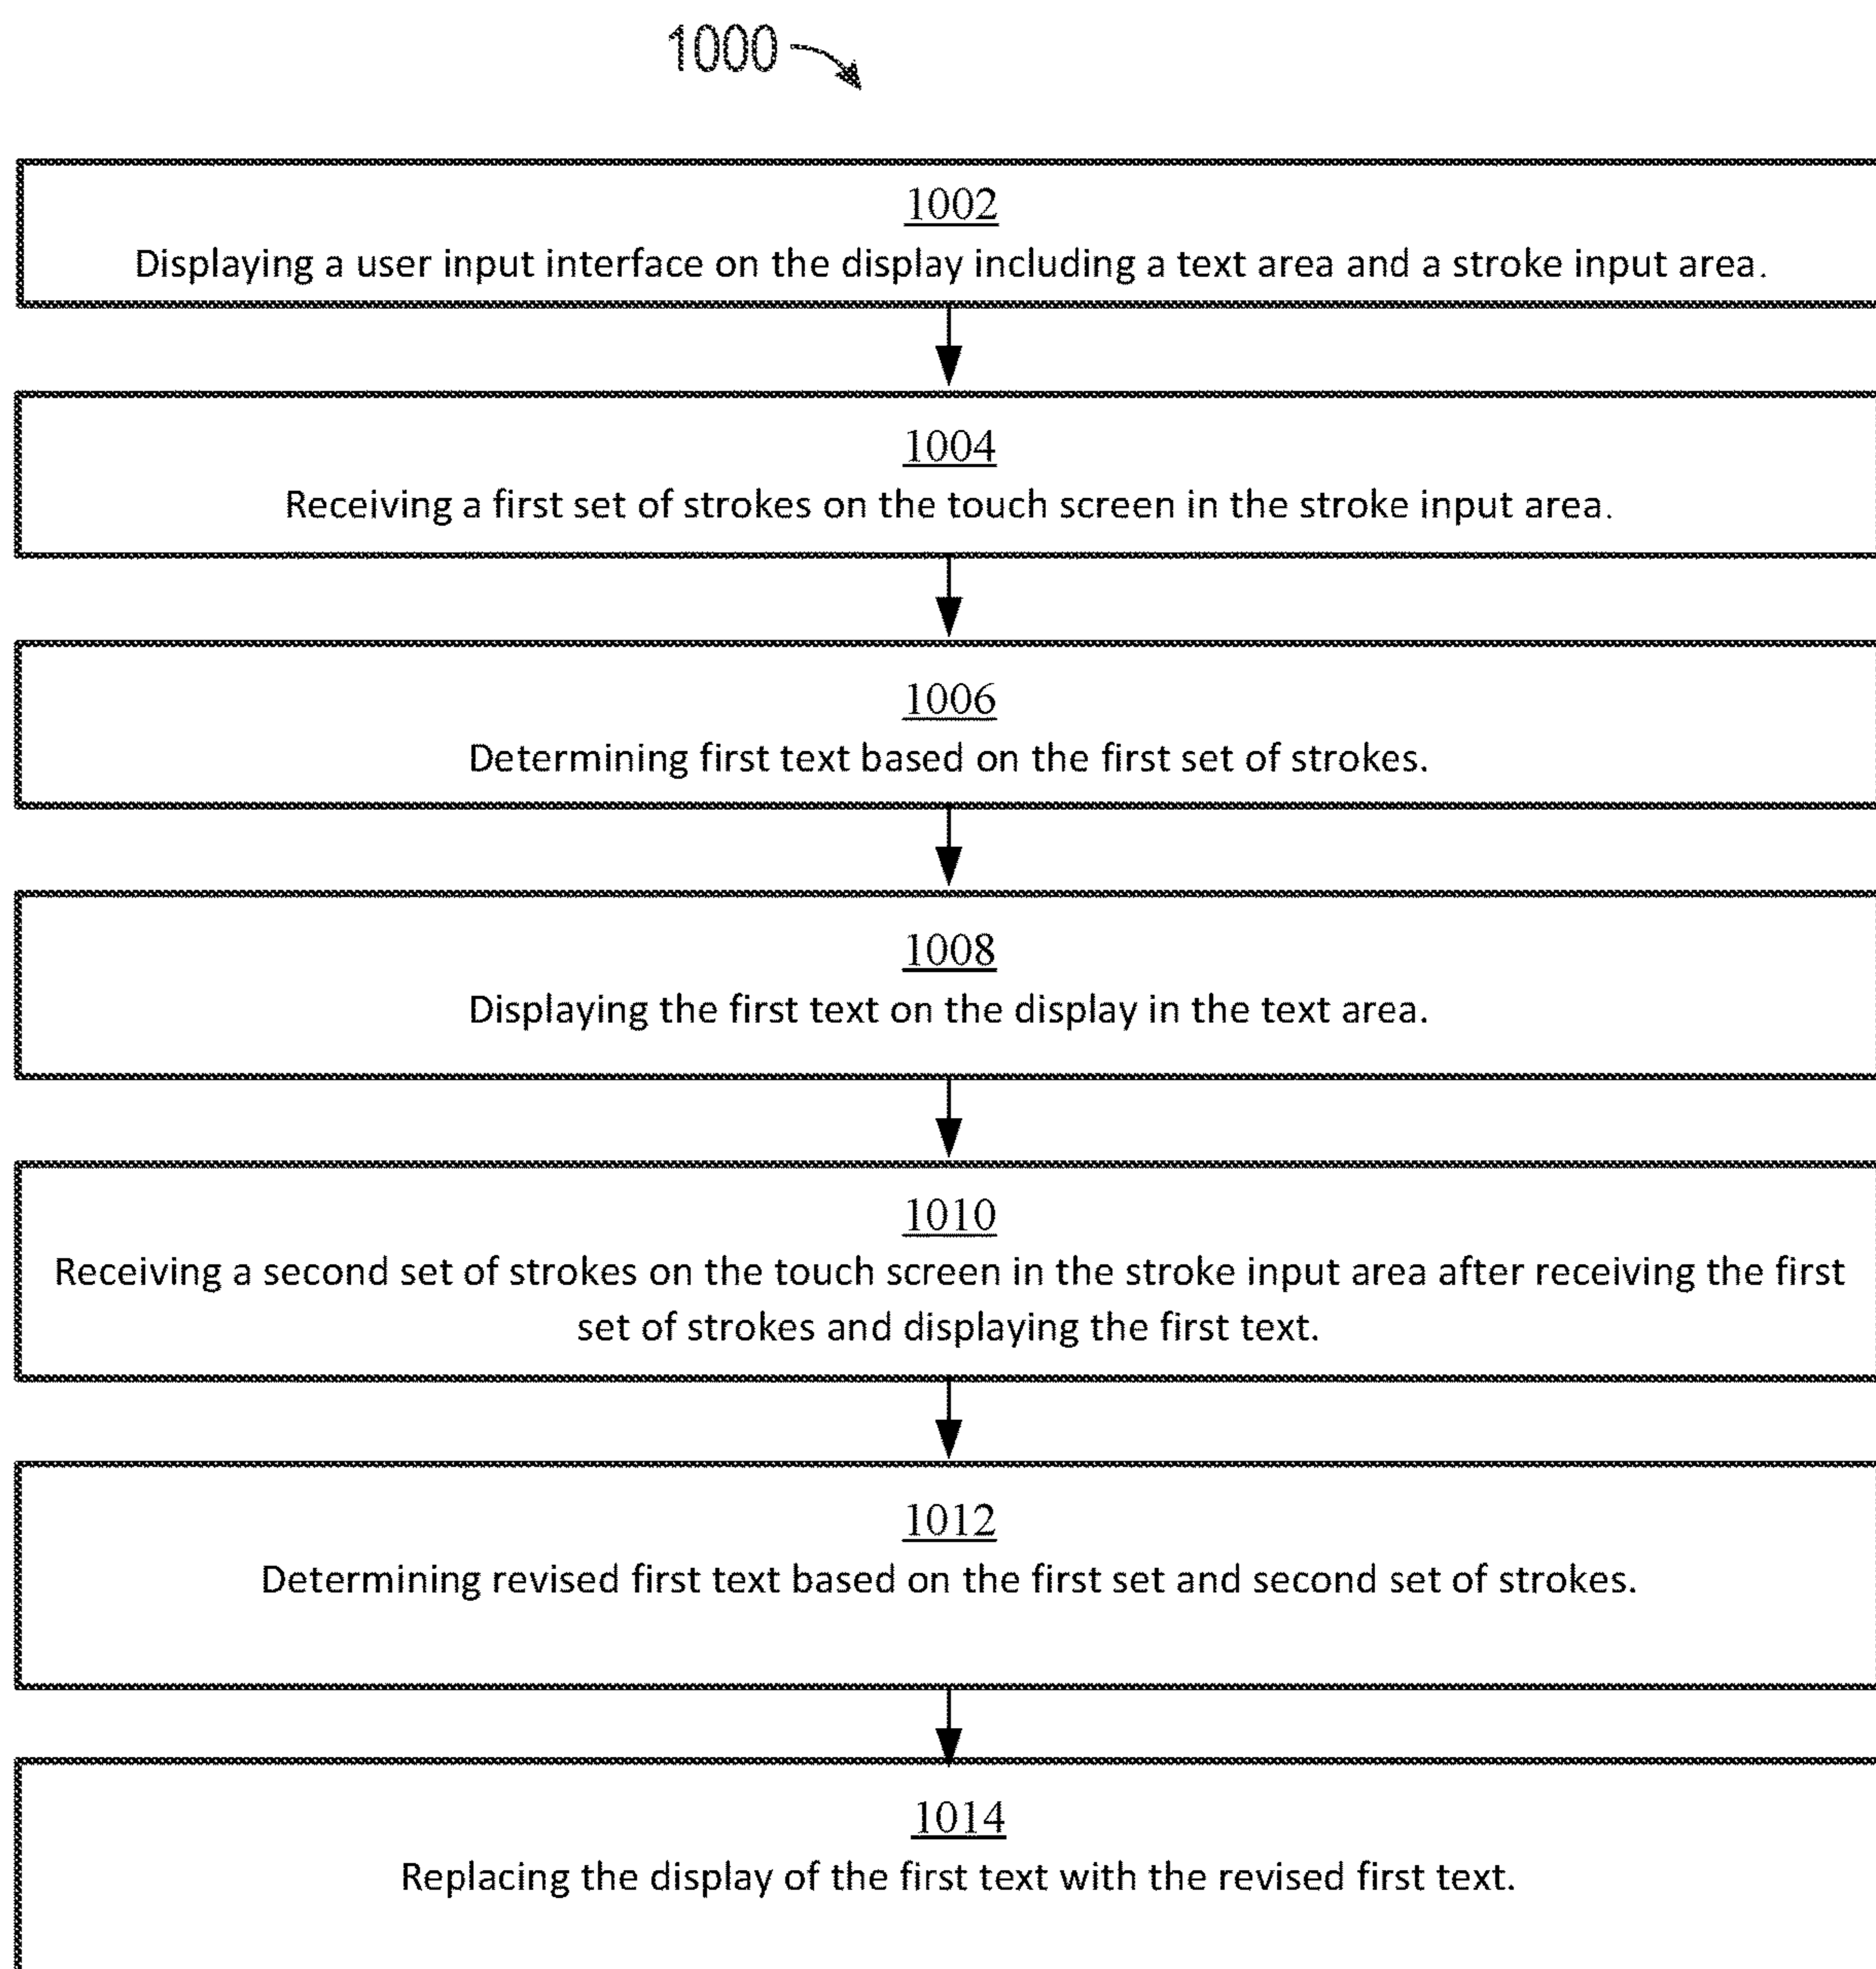 1000
1002
Displaying a user input interface on the display including a text area and a stroke input area.
1004
Receiving a first set of strokes on the touch screen in the stroke input area.
1006
Determining first text based on the first set of strokes.
1008
Displaying the first text on the display in the text area.
1010
Receiving a second set of strokes on the touch screen in the stroke input area after receiving the first
set of strokes and displaying the first text.
1012
Determining revised first text based on the first set and second set of strokes.
1014
Replacing the display of the first text with the revised first text.